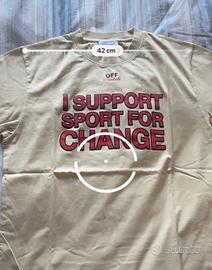 42 cm
OFF
I SUPPORT
SPORT FOR
CHANGE